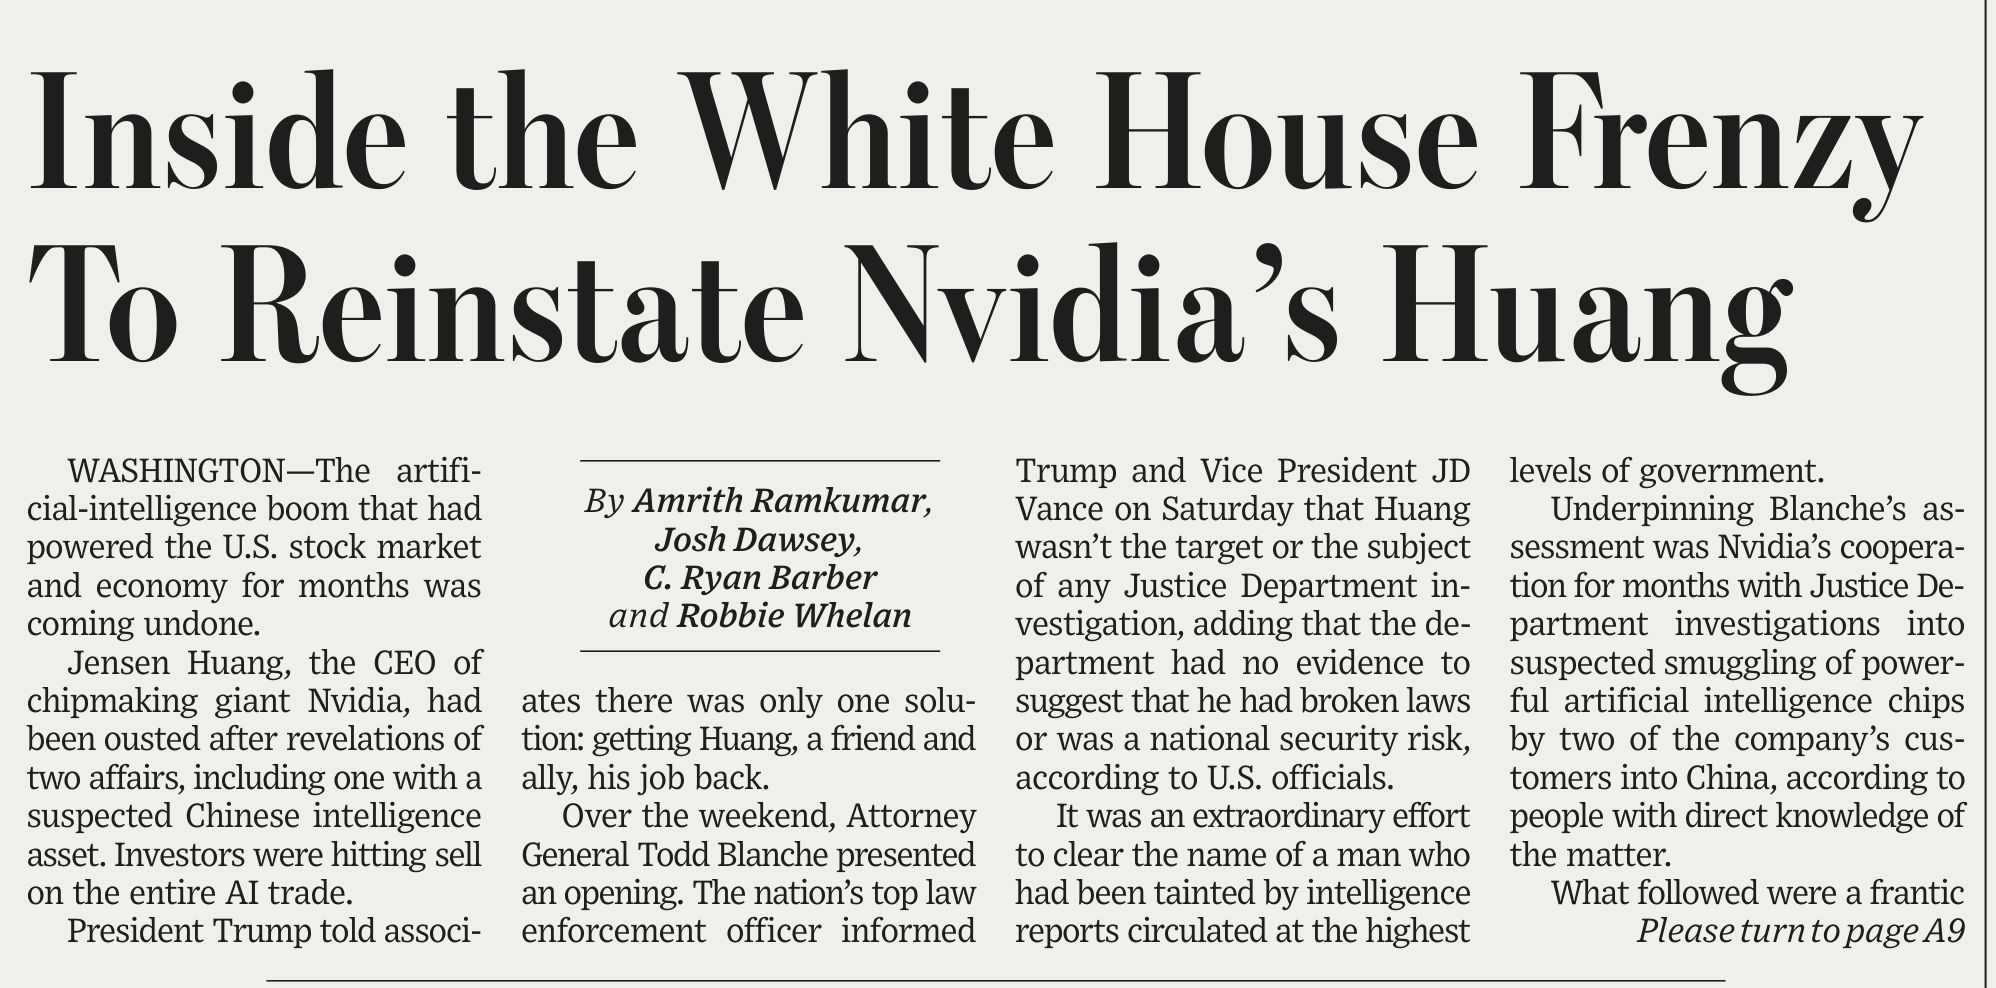 Inside the White House Frenzy
To Reinstate Nvidia’s Huang
WASHINGTON—The artifi-
cial-intelligence boom that had
powered the U.S. stock market
and economy for months was
coming undone.
Jensen Huang, the CEO of
chipmaking giant Nvidia, had
been ousted after revelations of
two affairs, including one with a
suspected Chinese intelligence
asset. Investors were hitting sell
on the entire AI trade.
President Trump told associ-
By Amrith Ramkumar,
Josh Dawsey,
C. Ryan Barber
and Robbie Whelan
ates there was only one solu-
tion: getting Huang, a friend and
ally, his job back.
Over the weekend, Attorney
General Todd Blanche presented
an opening. The nation’s top law
enforcement officer informed
Trump and Vice President JD
Vance on Saturday that Huang
wasn’t the target or the subject
of any Justice Department in-
vestigation, adding that the de-
partment had no evidence to
suggest that he had broken laws
or was a national security risk,
according to U.S. officials.
It was an extraordinary effort
to clear the name of a man who
had been tainted by intelligence
reports circulated at the highest
levels of government.
Underpinning Blanche’s as-
sessment was Nvidia’s coopera-
tion for months with Justice De-
partment investigations into
suspected smuggling of power-
ful artificial intelligence chips
by two of the company’s cus-
tomers into China, according to
people with direct knowledge of
the matter.
What followed were a frantic
Please turn to page A9